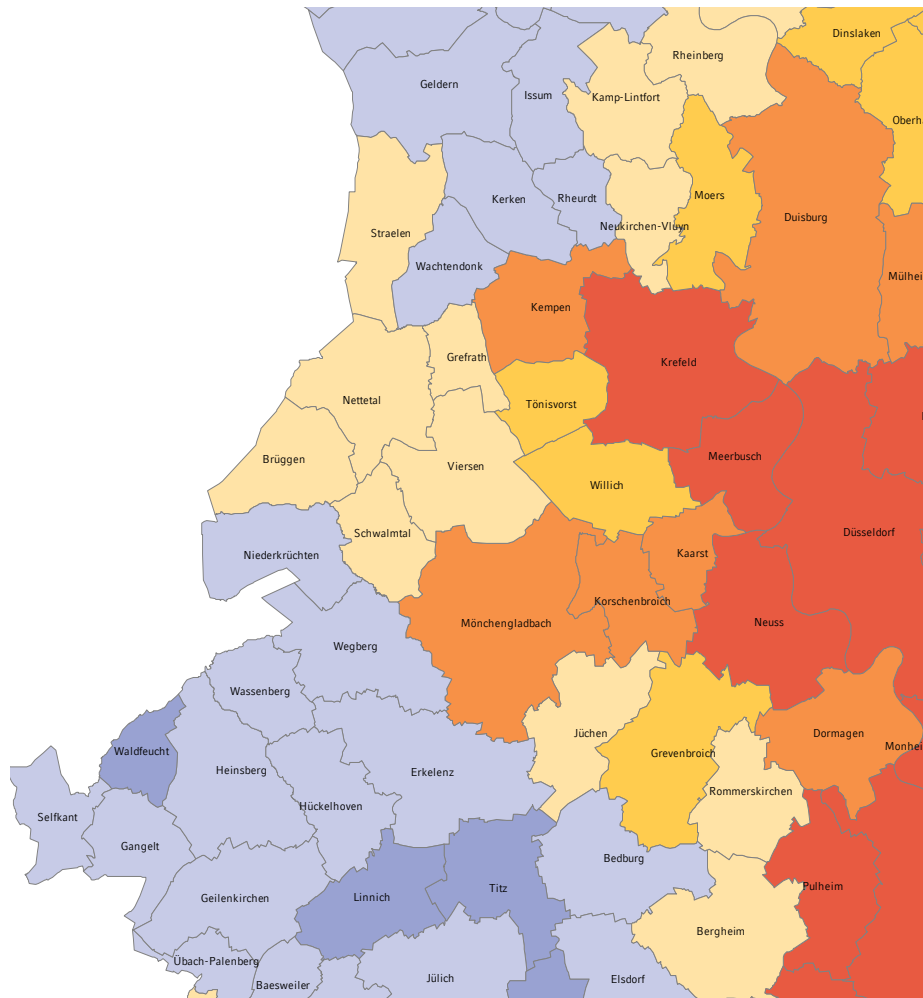 Dinslaken
Rheinberg
Geldern
Issum
Kamp-Lintfort
Oberh
Kerken
Rheurdt
Moers
Duisburg
Neukirchen-Vluyn
Straelen
Wachtendonk
Mülhei
Kempen
Grefrath
Krefeld
Nettetal
Tönisvorst
Brüggen
Viersen
Meerbusch
Willich
Schwalmtal
Düsseldorf
Niederkrüchten
Kaarst
Korschenbroich
Mönchengladbach
Neuss
Wegberg
Wassenberg
Jüchen
Dormagen
Waldfeucht
Grevenbroich
Monhei
Heinsberg
Erkelenz
Rommerskirchen
Hückelhoven
Selfkant
Gangelt
Bedburg
Titz
Pulheim
Linnich
Geilenkirchen
Bergheim
Übach-Palenberg
Jülich
Elsdorf
Baesweiler